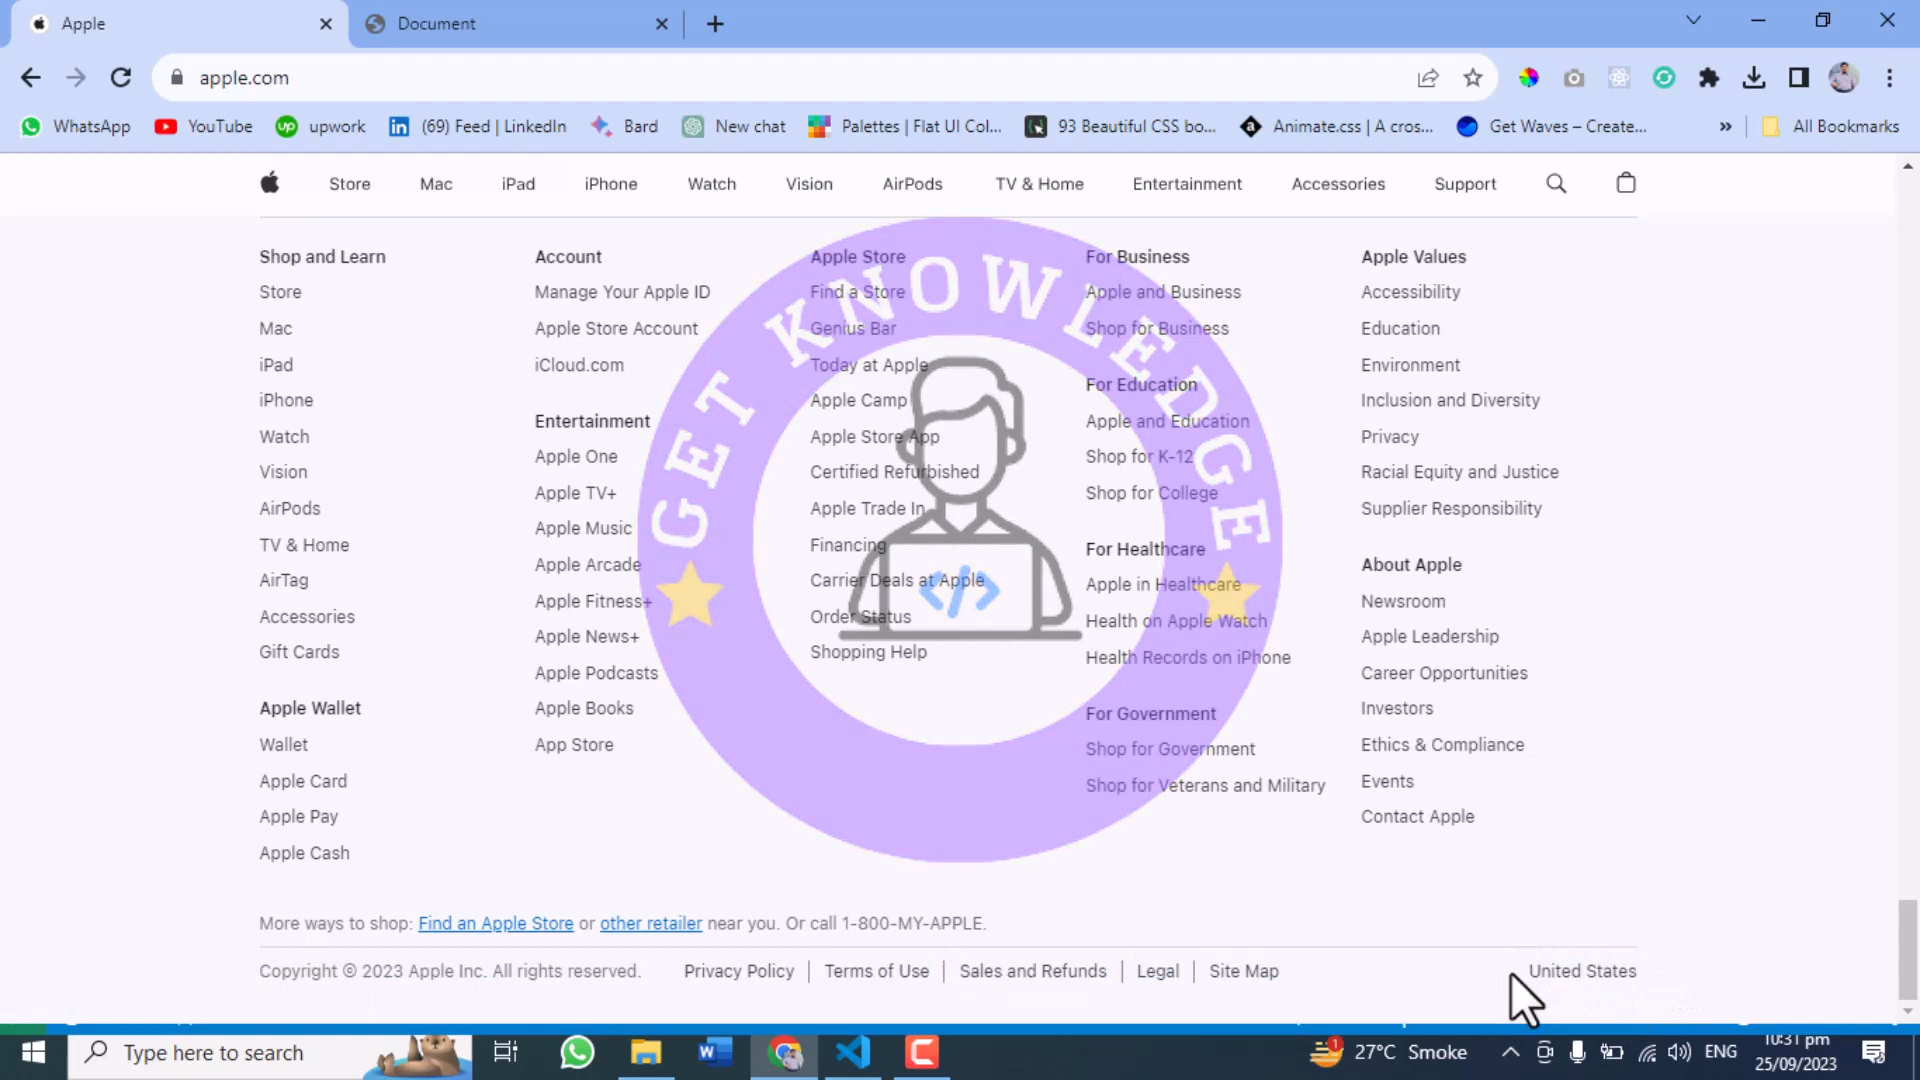 Apple
Document
apple.com
WhatsApp YouTube upwork (69) Feed | LinkedIn Bard New chat Palettes | Flat UI Col... 93 Beautiful CSS bo... Animate.css | A cros... Get Waves – Create... » All Bookmarks
Store Mac iPad iPhone Watch Vision AirPods TV & Home Entertainment Accessories Support
GET KNOWLEDGE
</>
Shop and Learn
Store
Mac
iPad
iPhone
Watch
Vision
AirPods
TV & Home
AirTag
Accessories
Gift Cards
Apple Wallet
Wallet
Apple Card
Apple Pay
Apple Cash
Account
Manage Your Apple ID
Apple Store Account
iCloud.com
Entertainment
Apple One
Apple TV+
Apple Music
Apple Arcade
Apple Fitness+
Apple News+
Apple Podcasts
Apple Books
App Store
Apple Store
Find a Store
Genius Bar
Today at Apple
Apple Camp
Apple Store App
Certified Refurbished
Apple Trade In
Financing
Carrier Deals at Apple
Order Status
Shopping Help
For Business
Apple and Business
Shop for Business
For Education
Apple and Education
Shop for K-12
Shop for College
For Healthcare
Apple in Healthcare
Health on Apple Watch
Health Records on iPhone
For Government
Shop for Government
Shop for Veterans and Military
Apple Values
Accessibility
Education
Environment
Inclusion and Diversity
Privacy
Racial Equity and Justice
Supplier Responsibility
About Apple
Newsroom
Apple Leadership
Career Opportunities
Investors
Ethics & Compliance
Events
Contact Apple
More ways to shop: Find an Apple Store or other retailer near you. Or call 1-800-MY-APPLE.
Copyright © 2023 Apple Inc. All rights reserved. Privacy Policy | Terms of Use | Sales and Refunds | Legal | Site Map United States
Type here to search
1
27°C Smoke
ENG
10:31 pm
25/09/2023